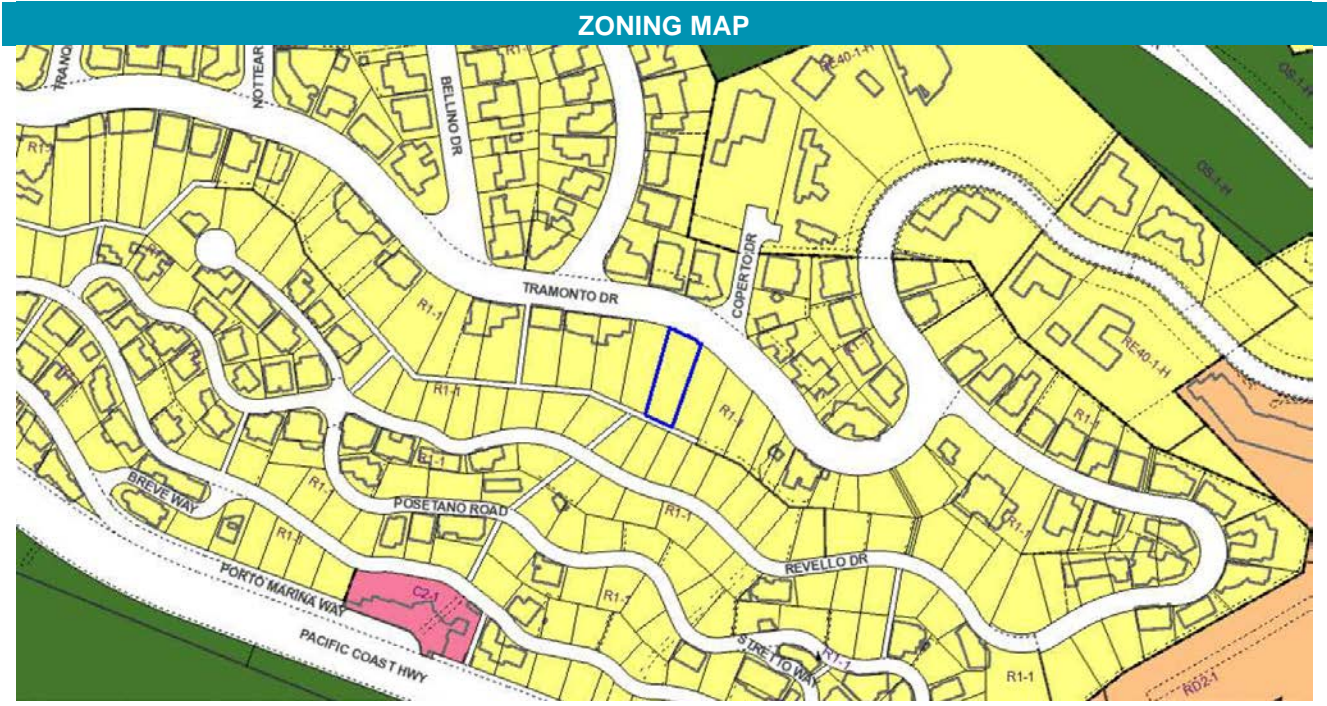 ZONING MAP
R1-1
RE40-1-H
OS-1-H
NOTTEAR
BELLINO DR
OS-1-H
COPERTO DR
TRAMONTO DR
R1-1
R1-1
RE40-1-H
R1-1
R1-1
R1-1
R1-1
BREVE WAY
R1-1
POSETANO ROAD
R1-1
R1-1
R1-1
REVELLO DR
PORTO MARINA WAY
C2-1
R1-1
PACIFIC COAST HWY
STRETTO WAY
R1-1
R1-1
RD2-1